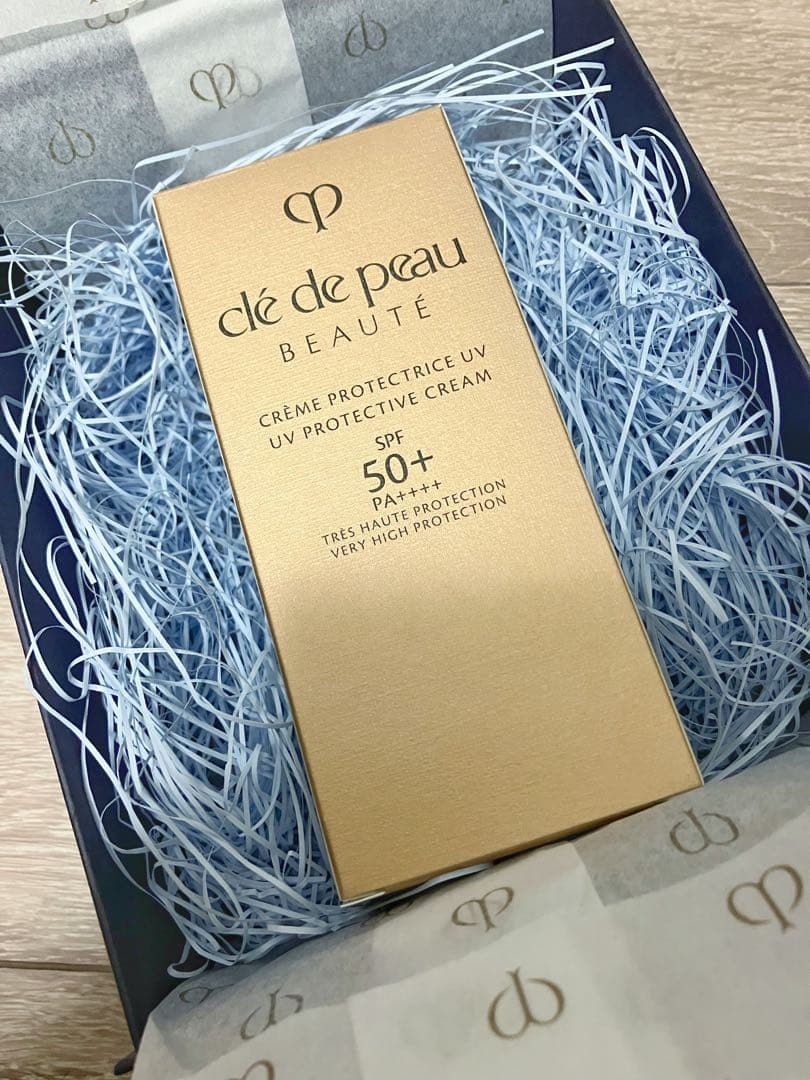 clé de peau
BEAUTÉ
CRÈME PROTECTRICE UV
UV PROTECTIVE CREAM
SPF
50+
PA++++
TRÈS HAUTE PROTECTION
VERY HIGH PROTECTION